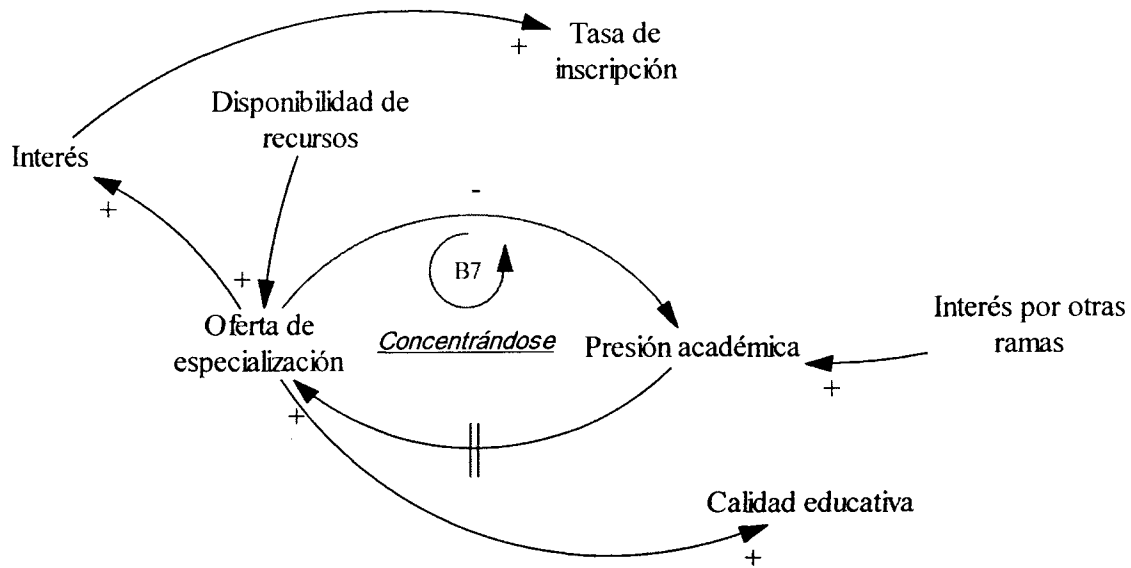 Tasa de
inscripción
+
Disponibilidad de
recursos
Interés
+
-
+
B7
Oferta de
especialización
Concentrándose
Presión académica
Interés por otras
ramas
+
+
Calidad educativa
+